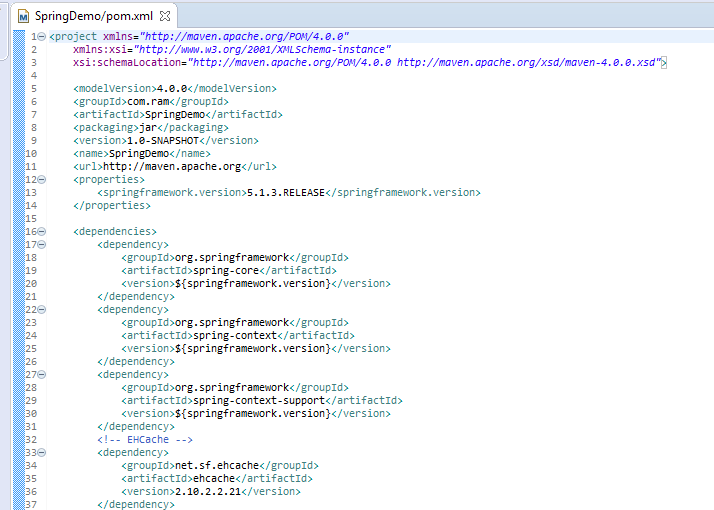 SpringDemo/pom.xml
1 <project xmlns="http://maven.apache.org/POM/4.0.0"
2 xmlns:xsi="http://www.w3.org/2001/XMLSchema-instance"
3 xsi:schemaLocation="http://maven.apache.org/POM/4.0.0 http://maven.apache.org/xsd/maven-4.0.0.xsd">
4
5 <modelVersion>4.0.0</modelVersion>
6 <groupId>com.ram</groupId>
7 <artifactId>SpringDemo</artifactId>
8 <packaging>jar</packaging>
9 <version>1.0-SNAPSHOT</version>
10 <name>SpringDemo</name>
11 <url>http://maven.apache.org</url>
12 <properties>
13 <springframework.version>5.1.3.RELEASE</springframework.version>
14 </properties>
15
16 <dependencies>
17 <dependency>
18 <groupId>org.springframework</groupId>
19 <artifactId>spring-core</artifactId>
20 <version>${springframework.version}</version>
21 </dependency>
22 <dependency>
23 <groupId>org.springframework</groupId>
24 <artifactId>spring-context</artifactId>
25 <version>${springframework.version}</version>
26 </dependency>
27 <dependency>
28 <groupId>org.springframework</groupId>
29 <artifactId>spring-context-support</artifactId>
30 <version>${springframework.version}</version>
31 </dependency>
32 <!-- EHCache -->
33 <dependency>
34 <groupId>net.sf.ehcache</groupId>
35 <artifactId>ehcache</artifactId>
36 <version>2.10.2.2.21</version>
37 </dependency>